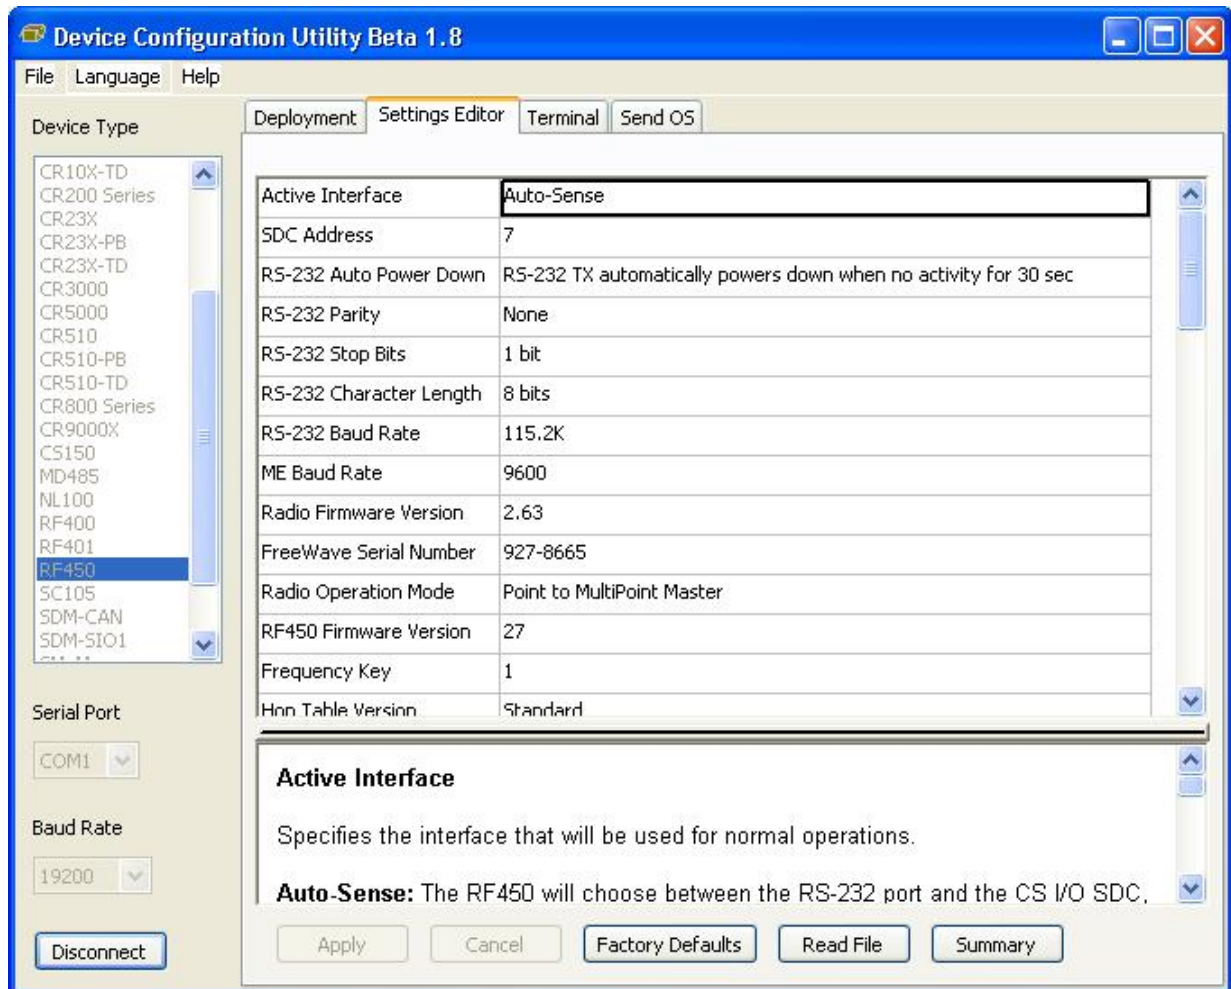 Device Configuration Utility Beta 1.8
File Language Help
Device Type
CR10X-TD
CR200 Series
CR23X
CR23X-PB
CR23X-TD
CR3000
CR5000
CR510
CR510-PB
CR510-TD
CR800 Series
CR9000X
CS150
MD485
NL100
RF400
RF401
RF450
SC105
SDM-CAN
SDM-SIO1
Serial Port
COM1
Baud Rate
19200
Disconnect
Deployment Settings Editor Terminal Send OS
Active Interface Auto-Sense
SDC Address 7
RS-232 Auto Power Down RS-232 TX automatically powers down when no activity for 30 sec
RS-232 Parity None
RS-232 Stop Bits 1 bit
RS-232 Character Length 8 bits
RS-232 Baud Rate 115.2K
ME Baud Rate 9600
Radio Firmware Version 2.63
FreeWave Serial Number 927-8665
Radio Operation Mode Point to MultiPoint Master
RF450 Firmware Version 27
Frequency Key 1
Hop Table Version Standard
Active Interface
Specifies the interface that will be used for normal operations.
Auto-Sense: The RF450 will choose between the RS-232 port and the CS I/O SDC,
Apply Cancel Factory Defaults Read File Summary